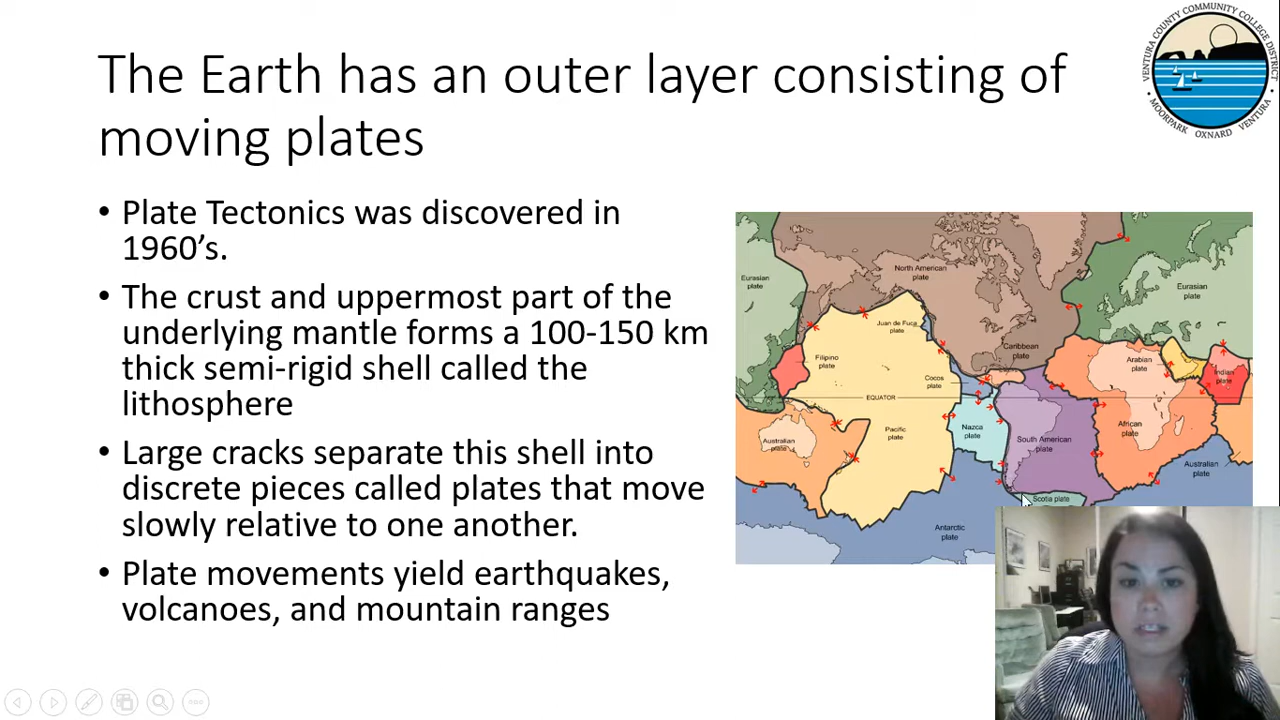 The Earth has an outer layer consisting of
moving plates
VENTURA COUNTY COMMUNITY COLLEGE DISTRICT
• MOORPARK OXNARD VENTURA •
• Plate Tectonics was discovered in
1960’s.
• The crust and uppermost part of the
underlying mantle forms a 100-150 km
thick semi-rigid shell called the
lithosphere
• Large cracks separate this shell into
discrete pieces called plates that move
slowly relative to one another.
• Plate movements yield earthquakes,
volcanoes, and mountain ranges
North American
plate
Eurasian
plate
Eurasian
plate
Juan de Fuca
plate
Caribbean
plate
Filipino
plate
Arabian
plate
Indian
plate
Cocos
plate
EQUATOR
Nazca
plate
African
plate
Pacific
plate
Australian
plate
South American
plate
Australian
plate
Scotia plate
Antarctic
plate